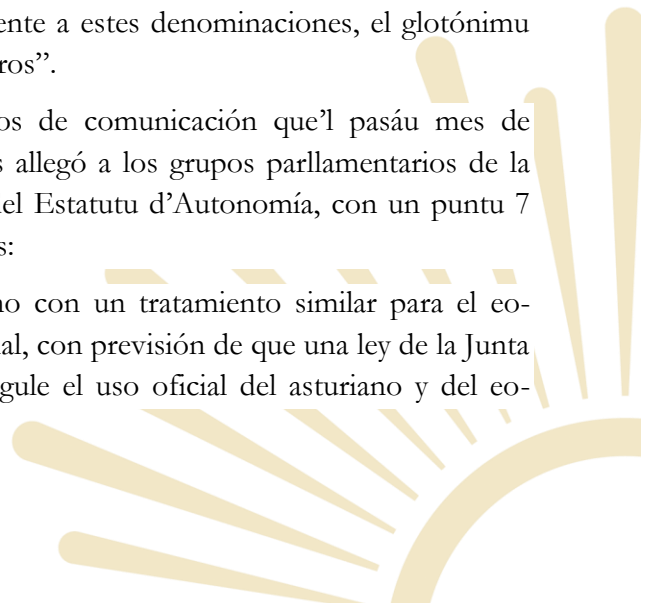 ente a estes denominaciones, el glotónimu
ros”.
os de comunicación que’l pasáu mes de
s allegó a los grupos parllamentarios de la
nel Estatutu d’Autonomía, con un puntu 7
s:
no con un tratamiento similar para el eo-
al, con previsión de que una ley de la Junta
gule el uso oficial del asturiano y del eo-